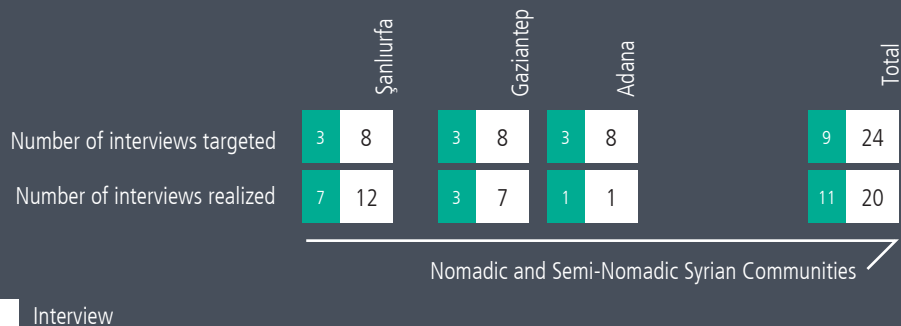 Şanlıurfa
Gaziantep
Adana
Total
Number of interviews targeted 3 8 3 8 3 8 9 24
Number of interviews realized 7 12 3 7 1 1 11 20
Nomadic and Semi-Nomadic Syrian Communities
Interview